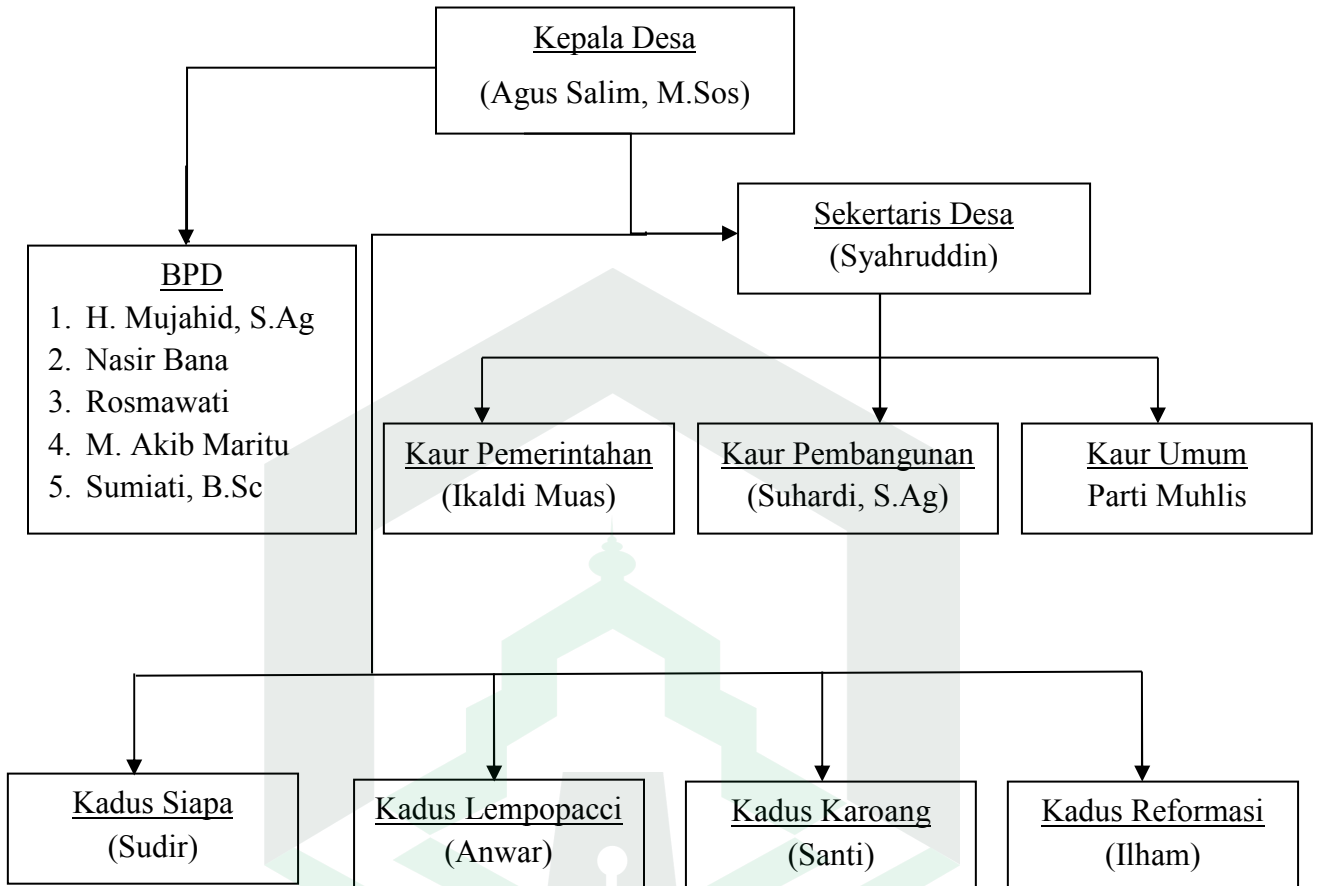 Kepala Desa
(Agus Salim, M.Sos)
Sekertaris Desa
(Syahruddin)
BPD
1. H. Mujahid, S.Ag
2. Nasir Bana
3. Rosmawati
4. M. Akib Maritu
5. Sumiati, B.Sc
Kaur Pemerintahan
(Ikaldi Muas)
Kaur Pembangunan
(Suhardi, S.Ag)
Kaur Umum
Parti Muhlis
Kadus Siapa
(Sudir)
Kadus Lempopacci
(Anwar)
Kadus Karoang
(Santi)
Kadus Reformasi
(Ilham)